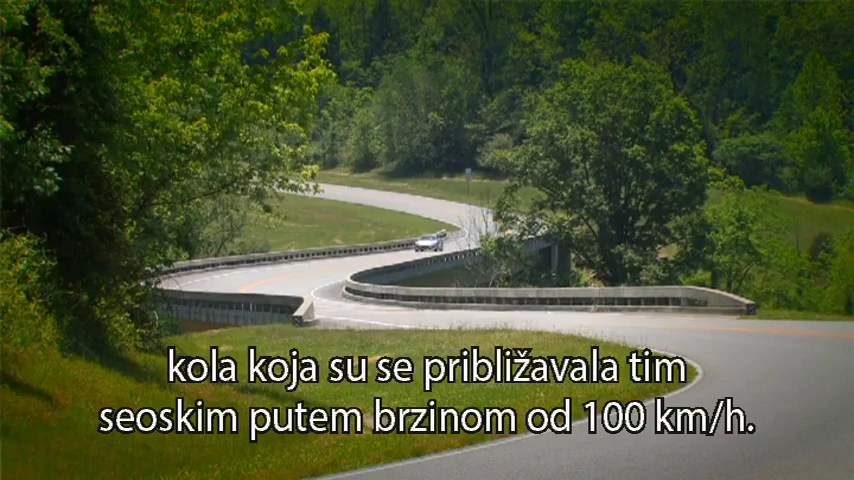 kola koja su se približavala tim
seoskim putem brzinom od 100 km/h.